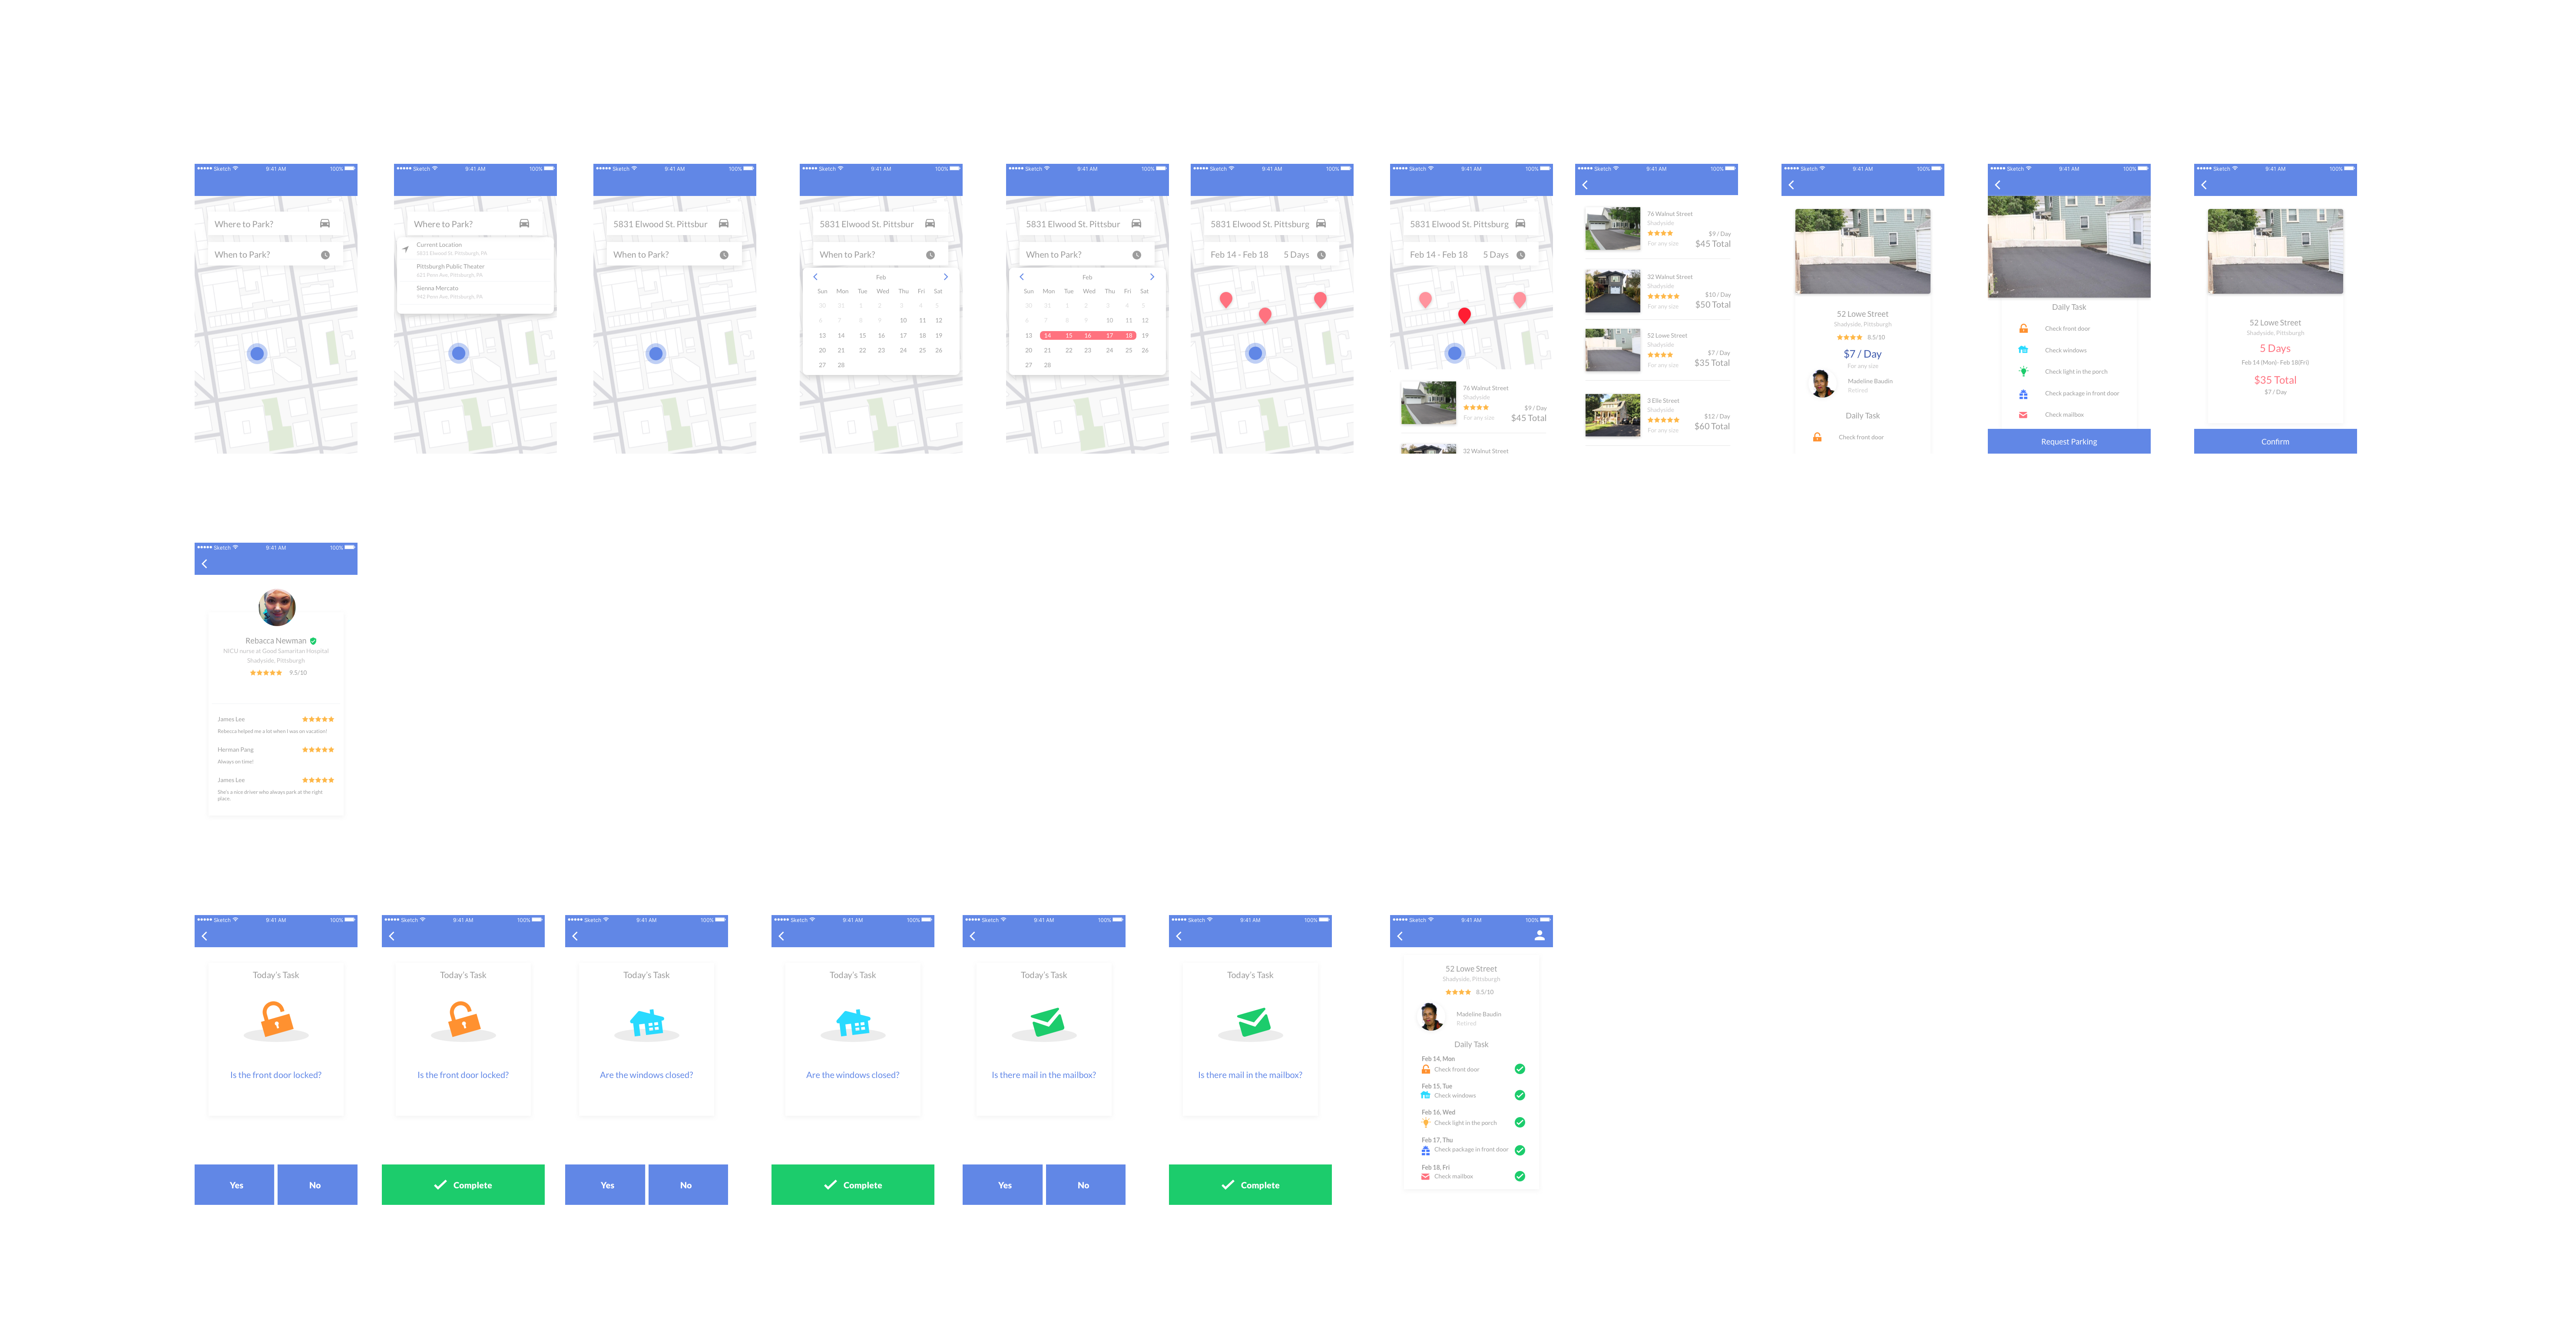 Sketch 9:41 AM 100%
Where to Park?
When to Park?
Sketch 9:41 AM 100%
Where to Park?
Current Location
5831 Elwood St. Pittsburgh, PA
Pittsburgh Public Theater
621 Penn Ave, Pittsburgh, PA
Sienna Mercato
942 Penn Ave, Pittsburgh, PA
Sketch 9:41 AM 100%
5831 Elwood St. Pittsbur
When to Park?
Sketch 9:41 AM 100%
5831 Elwood St. Pittsbur
When to Park?
Feb
Sun Mon Tue Wed Thu Fri Sat
30 31 1 2 3 4 5
6 7 8 9 10 11 12
13 14 15 16 17 18 19
20 21 22 23 24 25 26
27 28
Sketch 9:41 AM 100%
5831 Elwood St. Pittsbur
When to Park?
Feb
Sun Mon Tue Wed Thu Fri Sat
30 31 1 2 3 4 5
6 7 8 9 10 11 12
13 14 15 16 17 18 19
20 21 22 23 24 25 26
27 28
Sketch 9:41 AM 100%
5831 Elwood St. Pittsburg
Feb 14 - Feb 18 5 Days
Sketch 9:41 AM 100%
5831 Elwood St. Pittsburg
Feb 14 - Feb 18 5 Days
76 Walnut Street
Shadyside
$9 / Day
For any size $45 Total
32 Walnut Street
Sketch 9:41 AM 100%
76 Walnut Street
Shadyside
$9 / Day
For any size $45 Total
32 Walnut Street
Shadyside
$10 / Day
For any size $50 Total
52 Lowe Street
Shadyside
$7 / Day
For any size $35 Total
3 Elle Street
Shadyside
$12 / Day
For any size $60 Total
Sketch 9:41 AM 100%
52 Lowe Street
Shadyside, Pittsburgh
8.5/10
$7 / Day
For any size
Madeline Baudin
Retired
Daily Task
Check front door
Sketch 9:41 AM 100%
Daily Task
Check front door
Check windows
Check light in the porch
Check package in front door
Check mailbox
Request Parking
Sketch 9:41 AM 100%
52 Lowe Street
Shadyside, Pittsburgh
5 Days
Feb 14 (Mon)- Feb 18(Fri)
$35 Total
$7 / Day
Confirm
Sketch 9:41 AM 100%
Rebacca Newman
NICU nurse at Good Samaritan Hospital
Shadyside, Pittsburgh
9.5/10
James Lee
Rebecca helped me a lot when I was on vacation!
Herman Pang
Always on time!
James Lee
She's a nice driver who always park at the right
place.
Sketch 9:41 AM 100%
Today's Task
Is the front door locked?
Yes No
Sketch 9:41 AM 100%
Today's Task
Is the front door locked?
Complete
Sketch 9:41 AM 100%
Today's Task
Are the windows closed?
Yes No
Sketch 9:41 AM 100%
Today's Task
Are the windows closed?
Complete
Sketch 9:41 AM 100%
Today's Task
Is there mail in the mailbox?
Yes No
Sketch 9:41 AM 100%
Today's Task
Is there mail in the mailbox?
Complete
Sketch 9:41 AM 100%
52 Lowe Street
Shadyside, Pittsburgh
8.5/10
Madeline Baudin
Retired
Daily Task
Feb 14, Mon
Check front door
Feb 15, Tue
Check windows
Feb 16, Wed
Check light in the porch
Feb 17, Thu
Check package in front door
Feb 18, Fri
Check mailbox